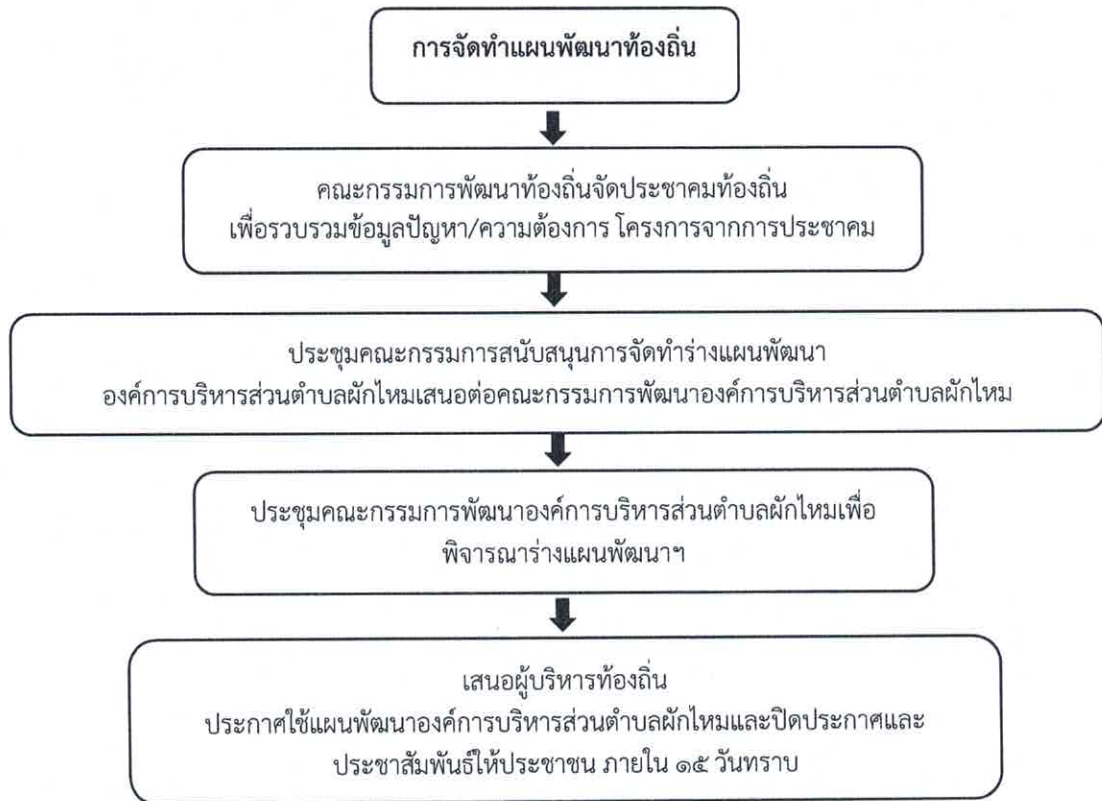 การจัดทำแผนพัฒนาท้องถิ่น
คณะกรรมการพัฒนาท้องถิ่นจัดประชาคมท้องถิ่น
เพื่อรวบรวมข้อมูลปัญหา/ความต้องการ โครงการจากการประชาคม
ประชุมคณะกรรมการสนับสนุนการจัดทำร่างแผนพัฒนา
องค์การบริหารส่วนตำบลผักไหมเสนอต่อคณะกรรมการพัฒนาองค์การบริหารส่วนตำบลผักไหม
ประชุมคณะกรรมการพัฒนาองค์การบริหารส่วนตำบลผักไหมเพื่อ
พิจารณาร่างแผนพัฒนาฯ
เสนอผู้บริหารท้องถิ่น
ประกาศใช้แผนพัฒนาองค์การบริหารส่วนตำบลผักไหมและปิดประกาศและ
ประชาสัมพันธ์ให้ประชาชน ภายใน ๑๕ วันทราบ